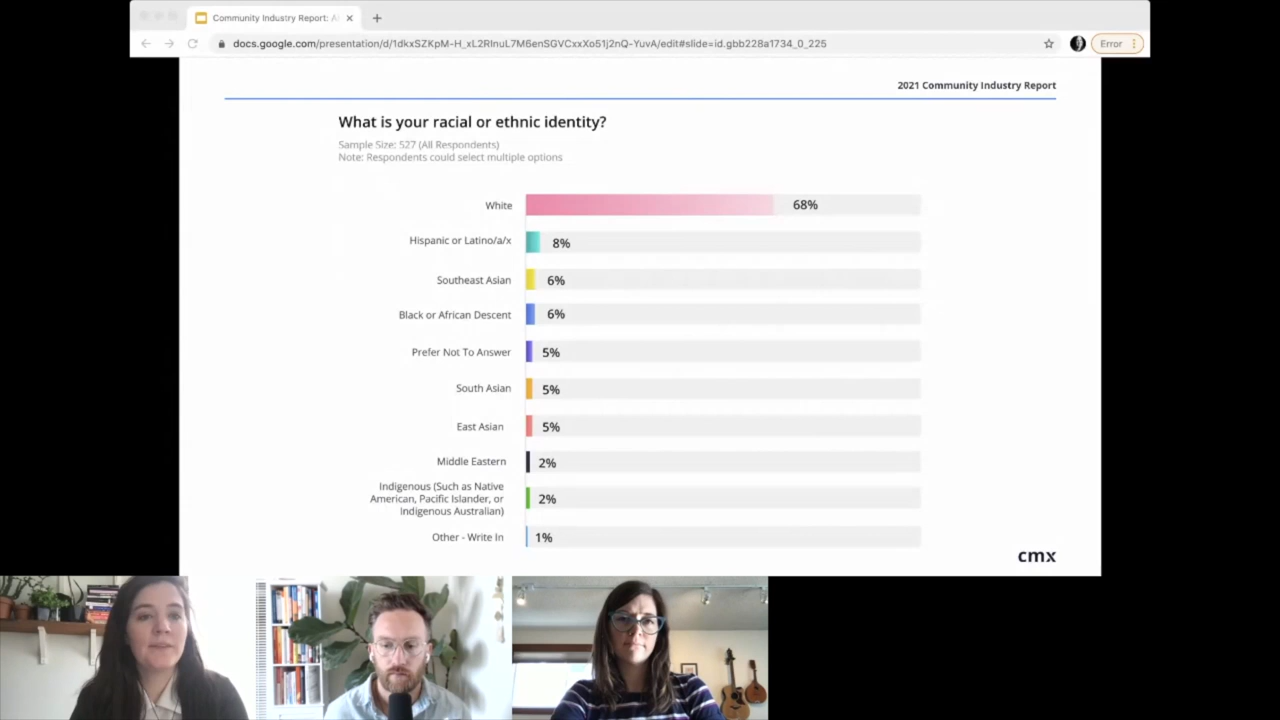 Community Industry Report: A
docs.google.com/presentation/d/1dkxSZKpM-H_xL2RInuL7M6enSGVCxxXo51j2nQ-YuvA/edit#slide=id.gbb228a1734_0_225
Error
2021 Community Industry Report
What is your racial or ethnic identity?
Sample Size: 527 (All Respondents)
Note: Respondents could select multiple options
White 68%
Hispanic or Latino/a/x 8%
Southeast Asian 6%
Black or African Descent 6%
Prefer Not To Answer 5%
South Asian 5%
East Asian 5%
Middle Eastern 2%
Indigenous (Such as Native
American, Pacific Islander, or 2%
Indigenous Australian)
Other - Write In 1%
cmx